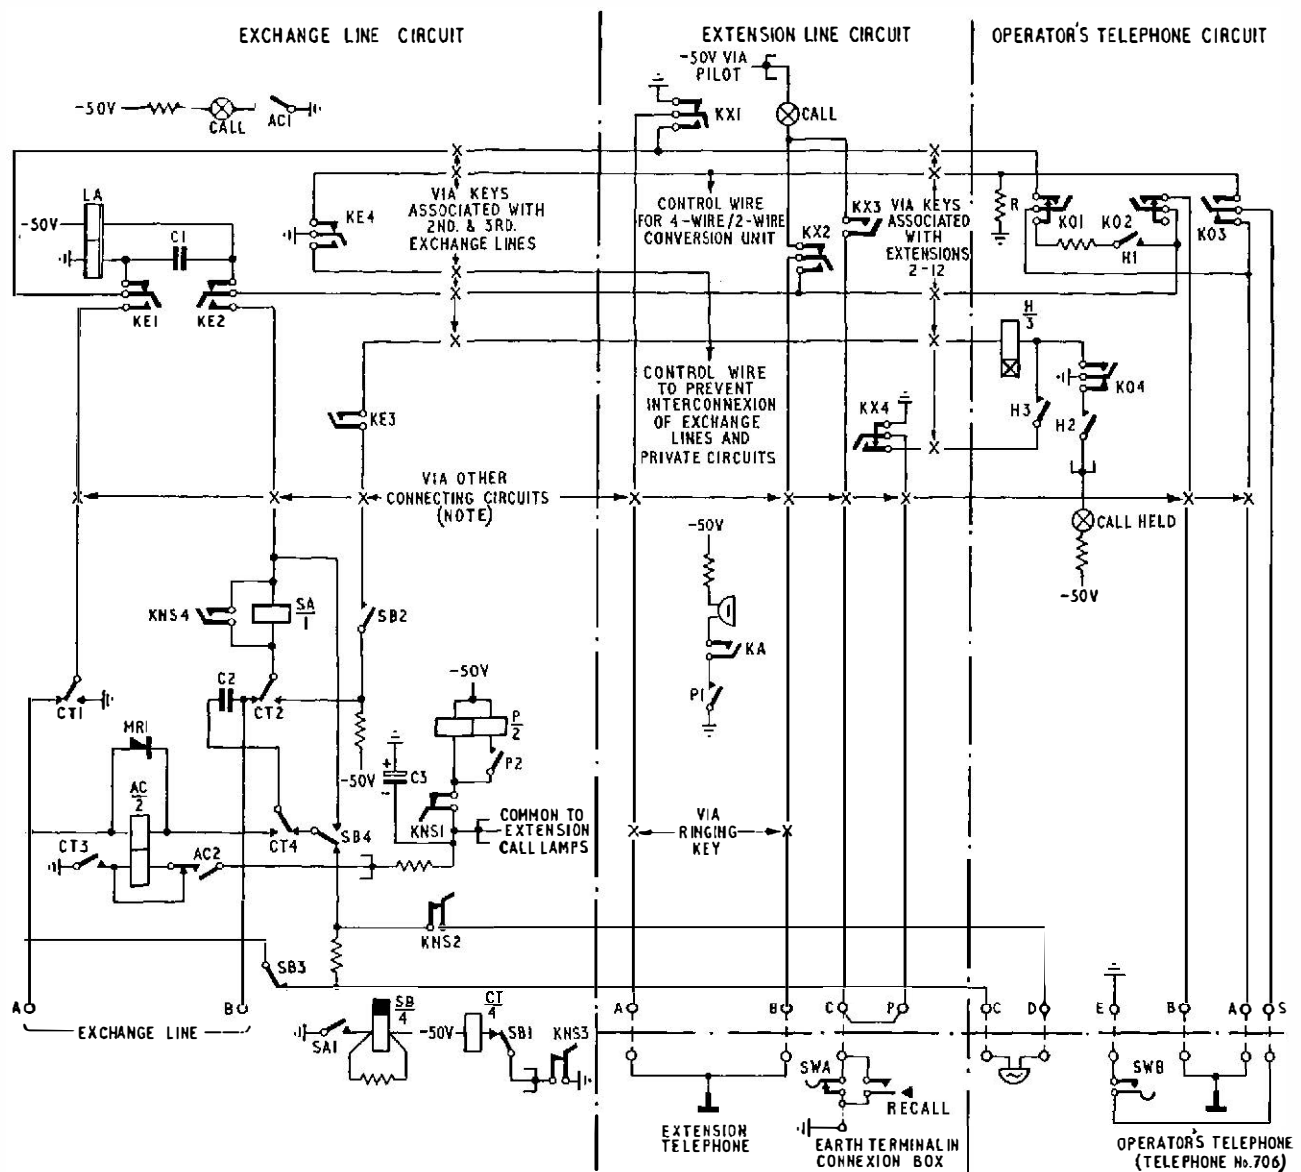 EXCHANGE LINE CIRCUIT
EXTENSION LINE CIRCUIT
OPERATOR'S TELEPHONE CIRCUIT
-50V VIA
PILOT
-50V
CALL
AC1
KX1
CALL
LA
-50V
C1
KE4
VIA KEYS
ASSOCIATED WITH
2ND. & 3RD.
EXCHANGE LINES
CONTROL WIRE
FOR 4-WIRE/2-WIRE
CONVERSION UNIT
KX2
KX3
VIA KEYS
ASSOCIATED
WITH
EXTENSIONS
2-12
R
KO1
KO2
KO3
H1
KE1
KE2
H
3
KE3
CONTROL WIRE
TO PREVENT
INTERCONNEXION
OF EXCHANGE
LINES AND
PRIVATE CIRCUITS
KX4
KO4
H3
H2
VIA OTHER
CONNECTING CIRCUITS
(NOTE)
X
-50V
CALL HELD
KNS4
SA
1
SB2
-50V
KA
P1
C2
CT1
CT2
-50V
P
2
MR1
AC
2
-50V
+
-
C3
P2
CT3
AC2
CT4
SB4
KNS1
COMMON TO
EXTENSION
CALL LAMPS
VIA
RINGING
KEY
KNS2
SB3
A
B
EXCHANGE LINE
SA1
SB
4
-50V
CT
4
SB1
KNS3
A
B
C
P
C
D
E
B
A
S
SWA
RECALL
SWB
EXTENSION
TELEPHONE
EARTH TERMINAL IN
CONNEXION BOX
OPERATOR'S TELEPHONE
(TELEPHONE No. 706)